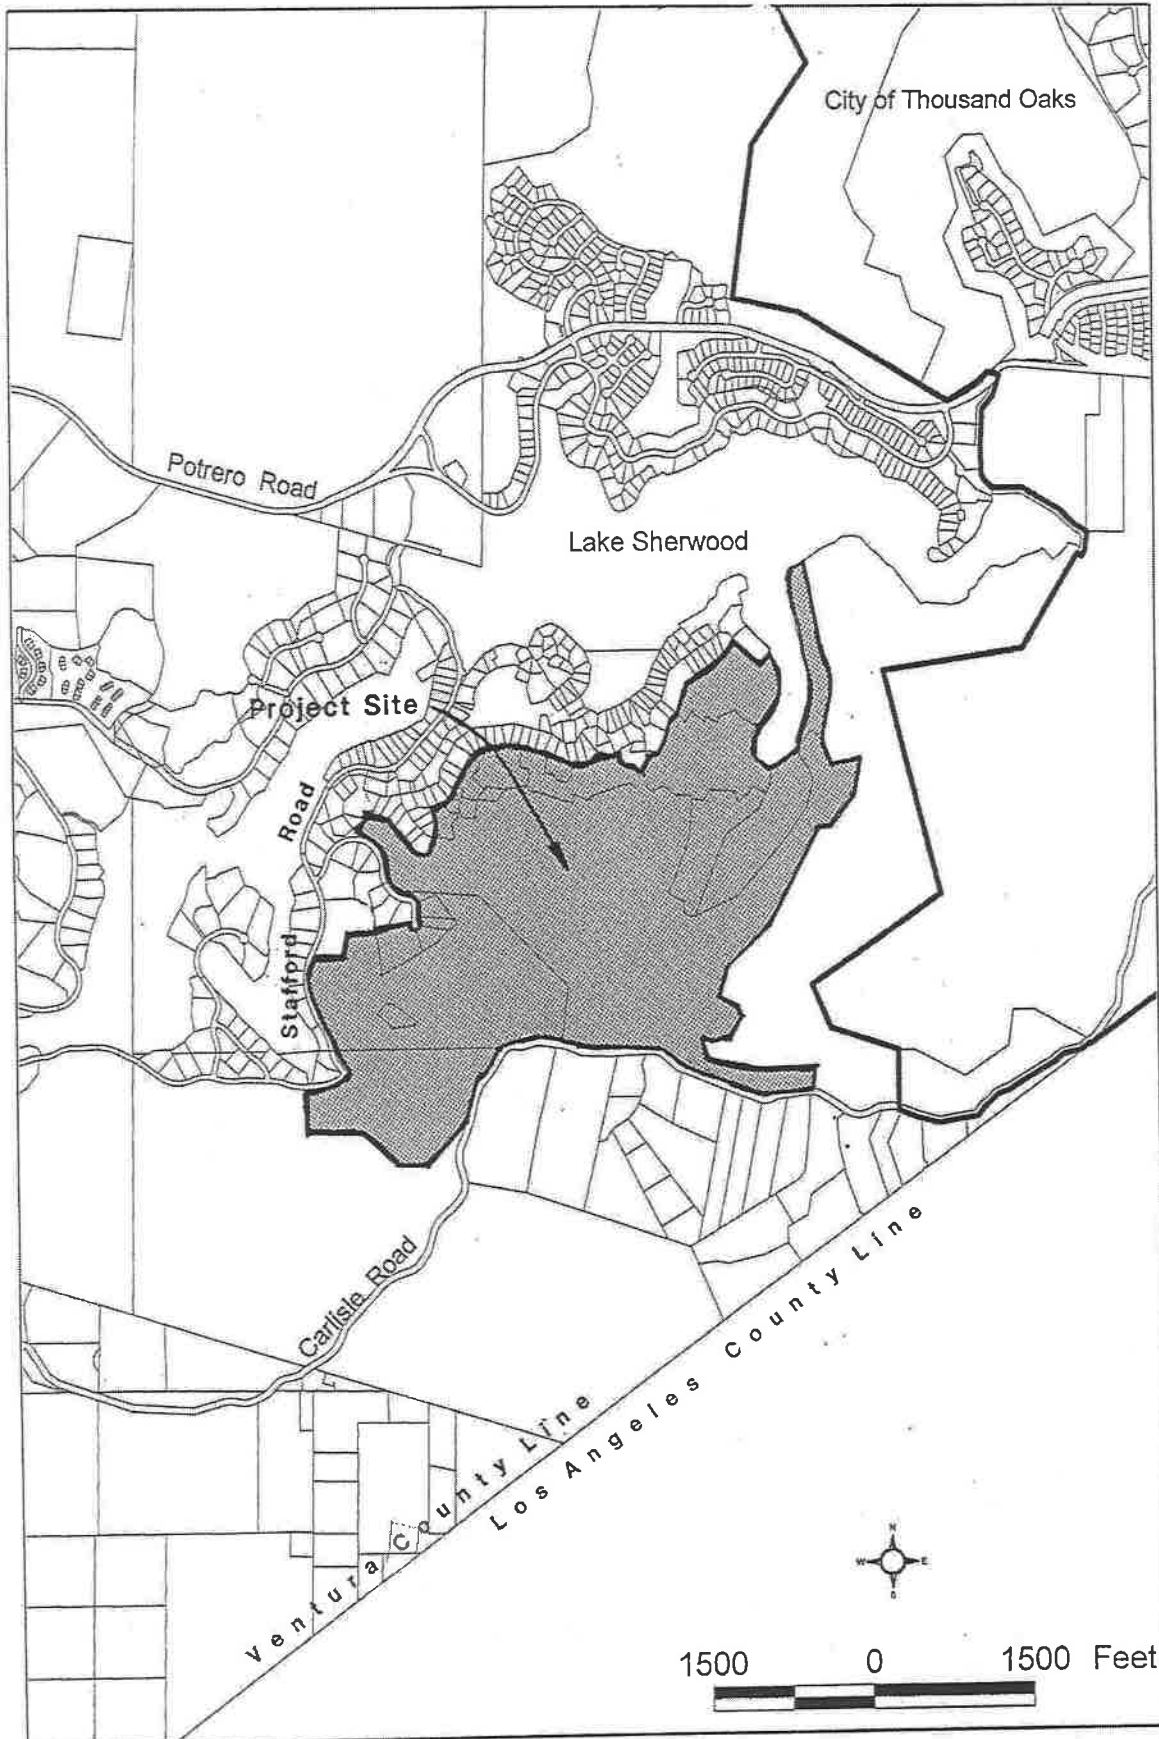 City of Thousand Oaks
Potrero Road
Lake Sherwood
Project Site
Stafford Road
Carlisle Road
Ventura County Line
Los Angeles County Line
N
W E
S
1500 0 1500 Feet